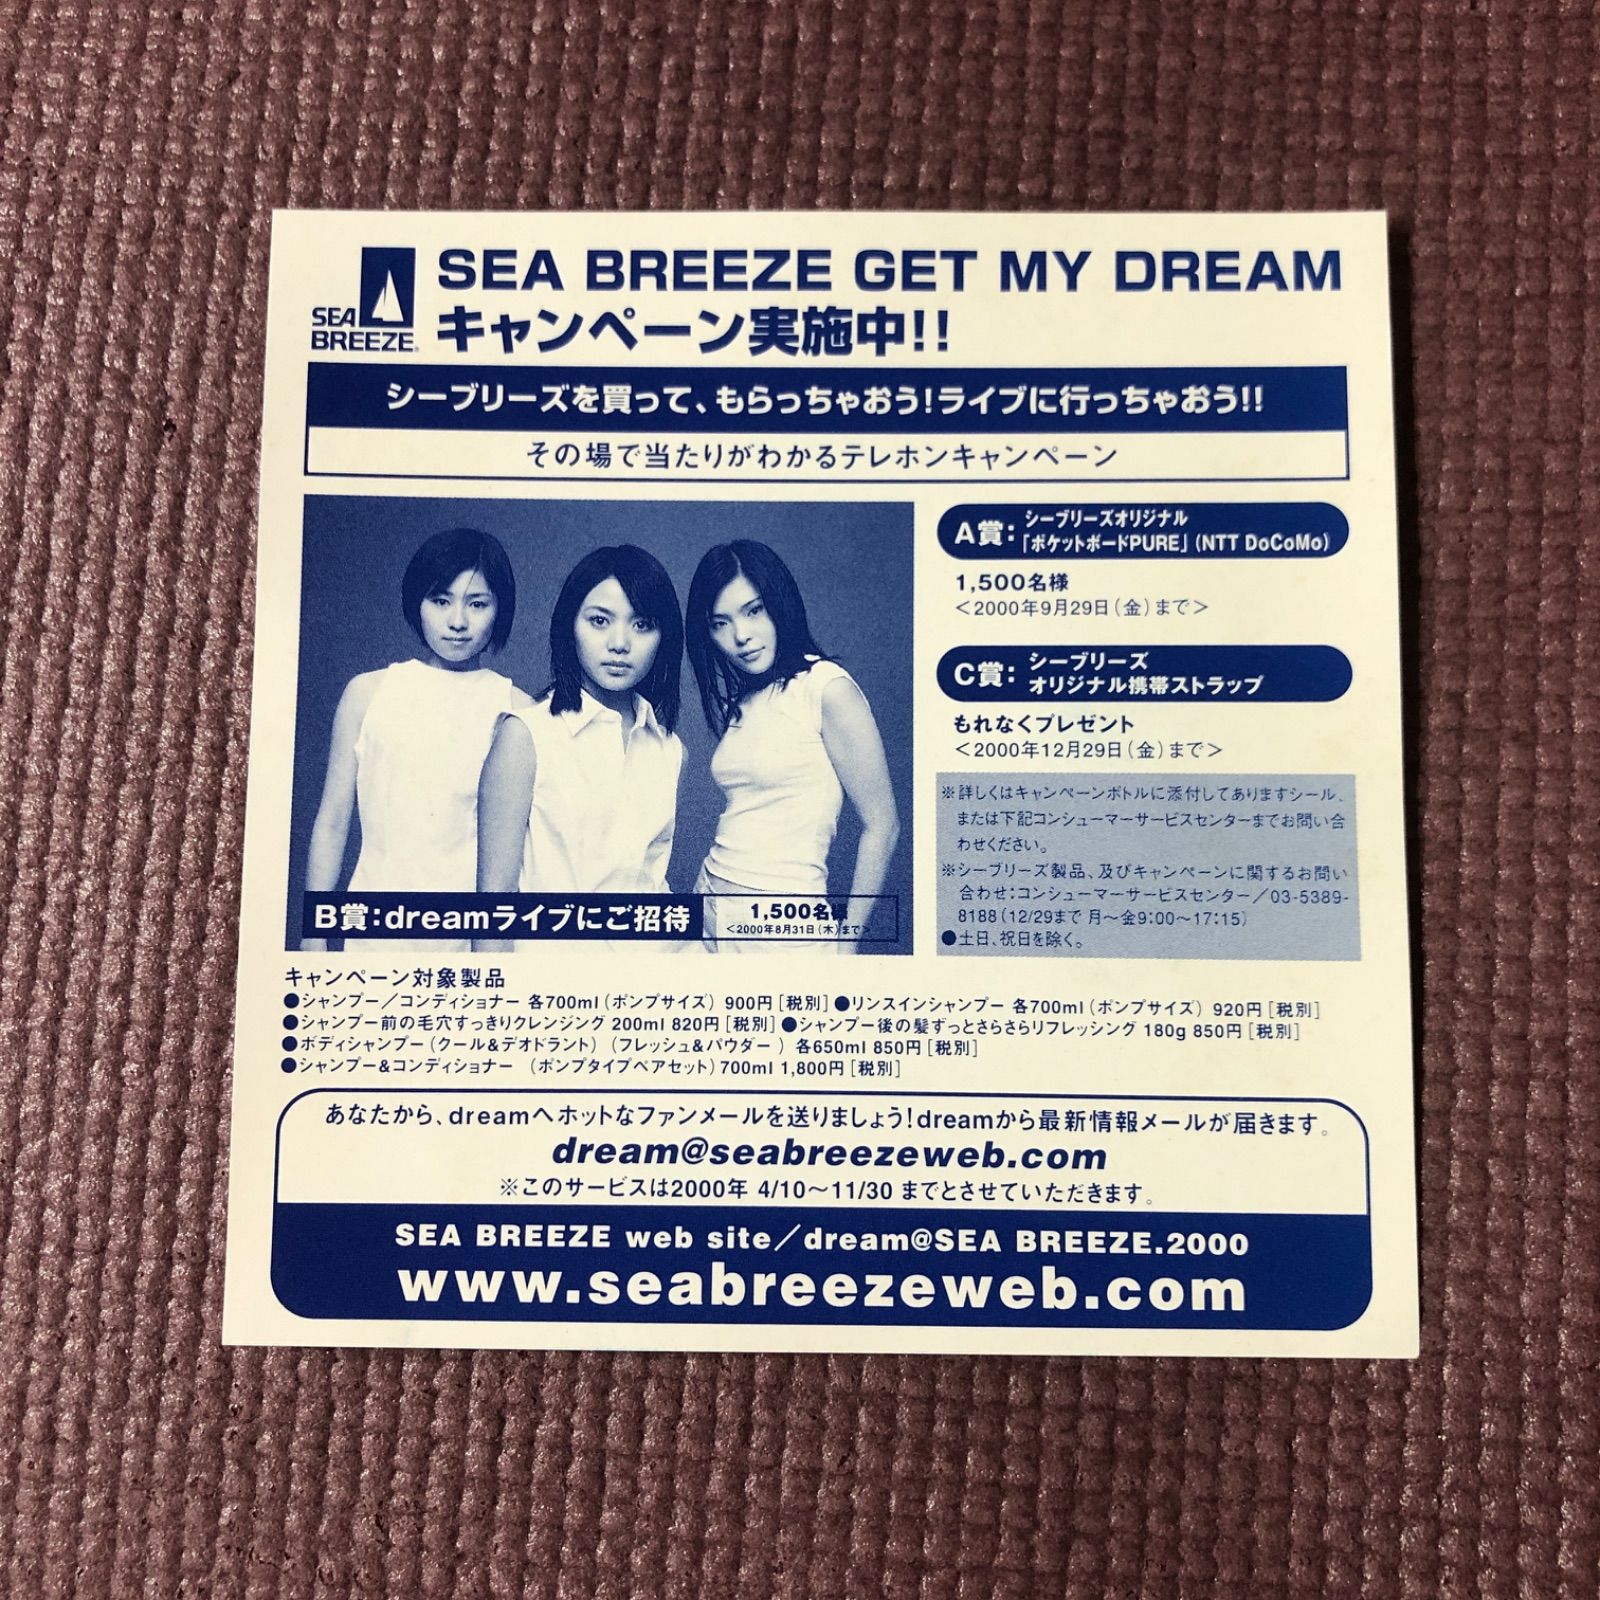 SEA BREEZE®
SEA BREEZE GET MY DREAM
キャンペーン実施中!!
シーブリーズを買って、もらっちゃおう!ライブに行っちゃおう!!
その場で当たりがわかるテレホンキャンペーン
B賞:dreamライブにご招待
1,500名様
<2000年8月31日(木)まで>
A賞:シーブリーズオリジナル
「ポケットボードPURE」(NTT DoCoMo)
1,500名様
<2000年9月29日(金)まで>
C賞:シーブリーズ
オリジナル携帯ストラップ
もれなくプレゼント
<2000年12月29日(金)まで>
※詳しくはキャンペーンボトルに添付してありますシール、
または下記コンシューマーサービスセンターまでお問い合
わせください。
※シーブリーズ製品、及びキャンペーンに関するお問い
合わせ:コンシューマーサービスセンター/03-5389-
8188(12/29まで 月〜金9:00〜17:15)
●土日、祝日を除く。
キャンペーン対象製品
●シャンプー/コンディショナー 各700ml(ポンプサイズ) 900円[税別] ●リンスインシャンプー 各700ml(ポンプサイズ) 920円[税別]
●シャンプー前の毛穴すっきりクレンジング 200ml 820円[税別] ●シャンプー後の髪ずっとさらさらリフレッシング 180g 850円[税別]
●ボディシャンプー(クール&デオドラント)(フレッシュ&パウダー) 各650ml 850円[税別]
●シャンプー&コンディショナー (ポンプタイプペアセット)700ml 1,800円[税別]
あなたから、dreamへホットなファンメールを送りましょう!dreamから最新情報メールが届きます。
dream@seabreezeweb.com
※このサービスは2000年 4/10〜11/30 までとさせていただきます。
SEA BREEZE web site/dream@SEA BREEZE.2000
www.seabreezeweb.com